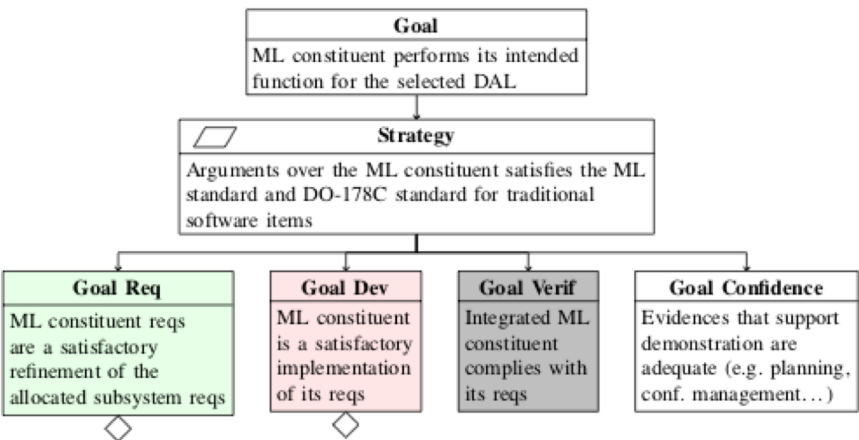 Goal
ML constituent performs its intended
function for the selected DAL
Strategy
Arguments over the ML constituent satisfies the ML
standard and DO-178C standard for traditional
software items
Goal Req
ML constituent reqs
are a satisfactory
refinement of the
allocated subsystem reqs
Goal Dev
ML constituent
is a satisfactory
implementation
of its reqs
Goal Verif
Integrated ML
constituent
complies with
its reqs
Goal Confidence
Evidences that support
demonstration are
adequate (e.g. planning,
conf. management...)